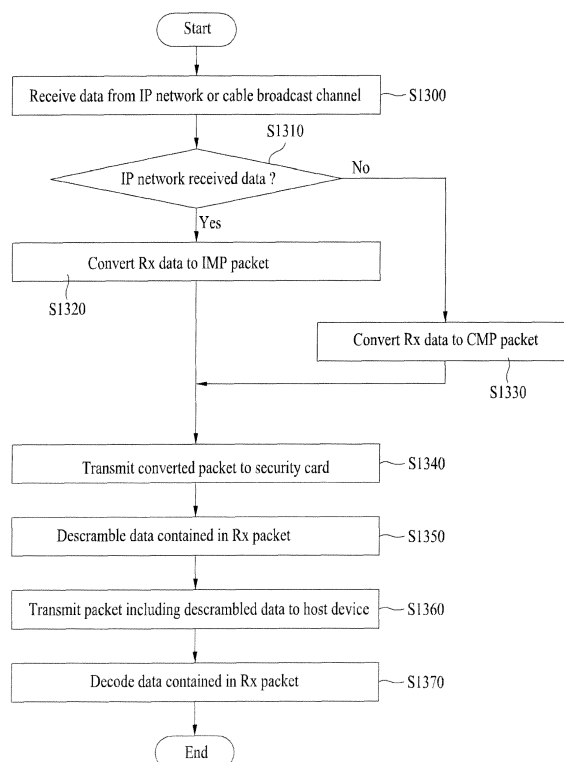 Start
Receive data from IP network or cable broadcast channel
S1300
S1310
IP network received data ?
No
Yes
Convert Rx data to IMP packet
S1320
Convert Rx data to CMP packet
S1330
Transmit converted packet to security card
S1340
Descramble data contained in Rx packet
S1350
Transmit packet including descrambled data to host device
S1360
Decode data contained in Rx packet
S1370
End